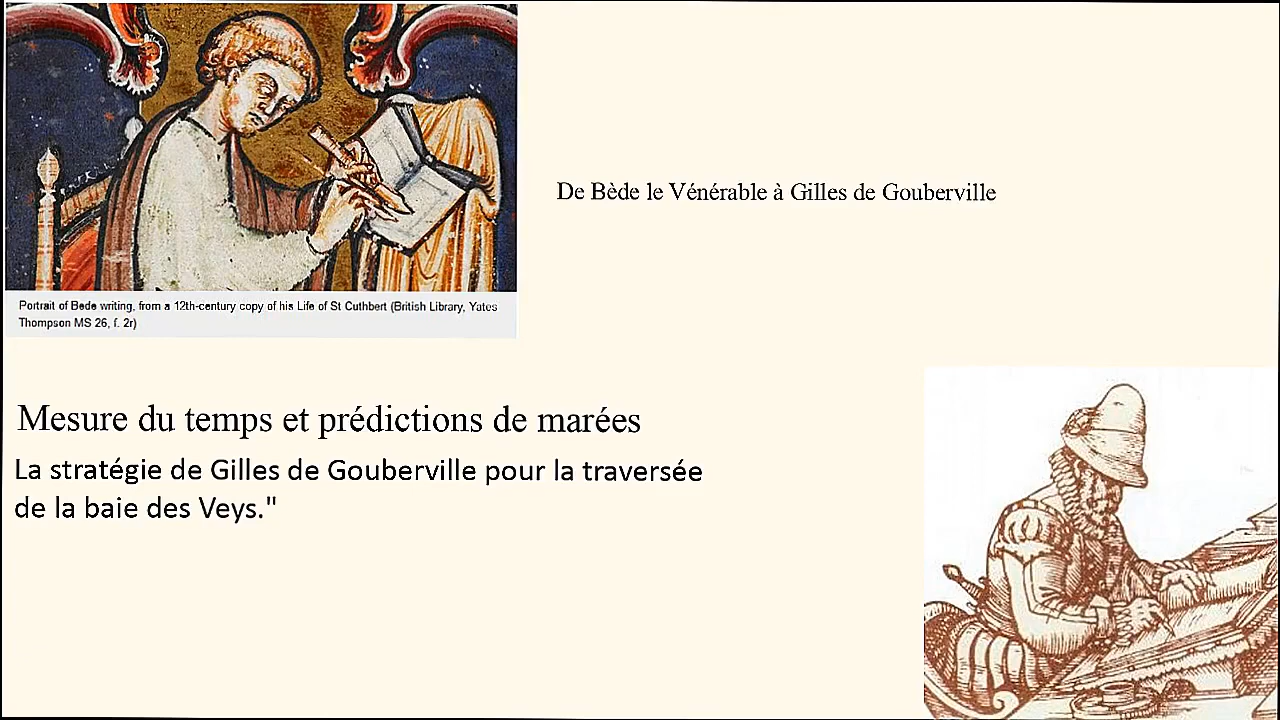 De Bède le Vénérable à Gilles de Gouberville
Portrait of Bede writing, from a 12th-century copy of his Life of St Cuthbert (British Library, Yates
Thompson MS 26, f. 2r)
Mesure du temps et prédictions de marées
La stratégie de Gilles de Gouberville pour la traversée
de la baie des Veys."